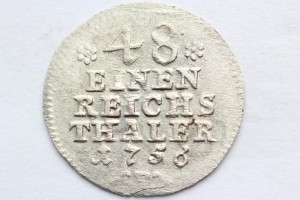 48
EINEN
REICHS
THALER
1756